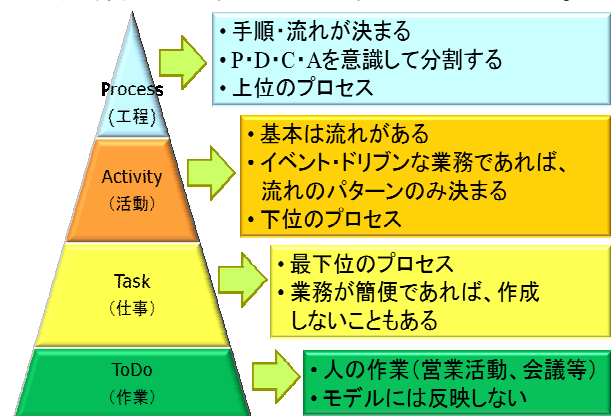 Process
(工程)
・手順・流れが決まる
・P・D・C・Aを意識して分割する
・上位のプロセス
Activity
(活動)
・基本は流れがある
・イベント・ドリブンな業務であれば、
流れのパターンのみ決まる
・下位のプロセス
Task
(仕事)
・最下位のプロセス
・業務が簡便であれば、作成
しないこともある
ToDo
(作業)
・人の作業(営業活動、会議等)
・モデルには反映しない